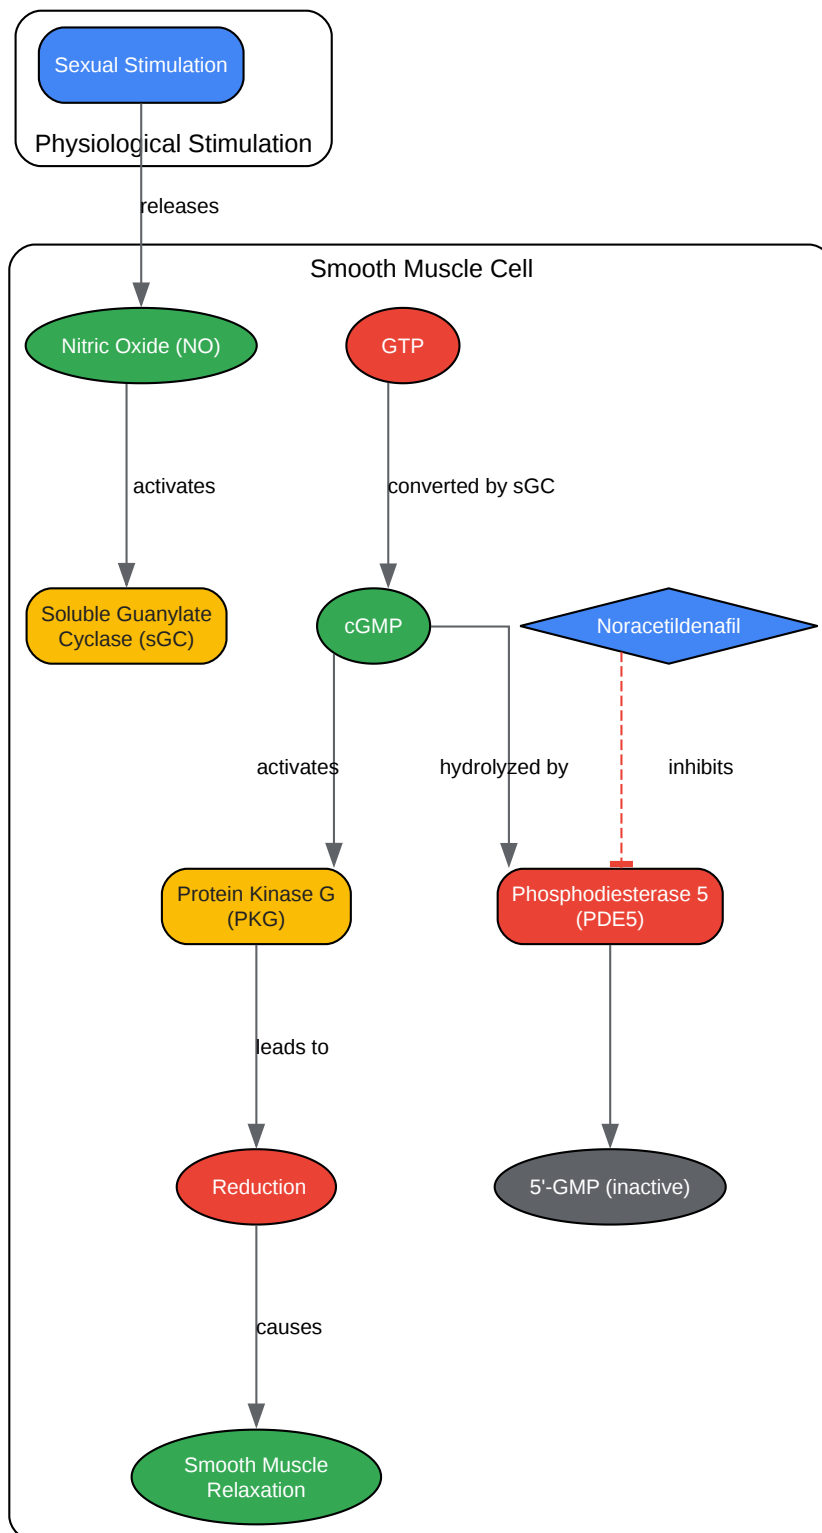 Sexual Stimulation
Physiological Stimulation
releases
Smooth Muscle Cell
Nitric Oxide (NO)
GTP
activates
converted by sGC
Soluble Guanylate
Cyclase (sGC)
cGMP
Noracetildenafil
activates
hydrolyzed by
inhibits
Protein Kinase G
(PKG)
Phosphodiesterase 5
(PDE5)
leads to
Reduction
5'-GMP (inactive)
causes
Smooth Muscle
Relaxation